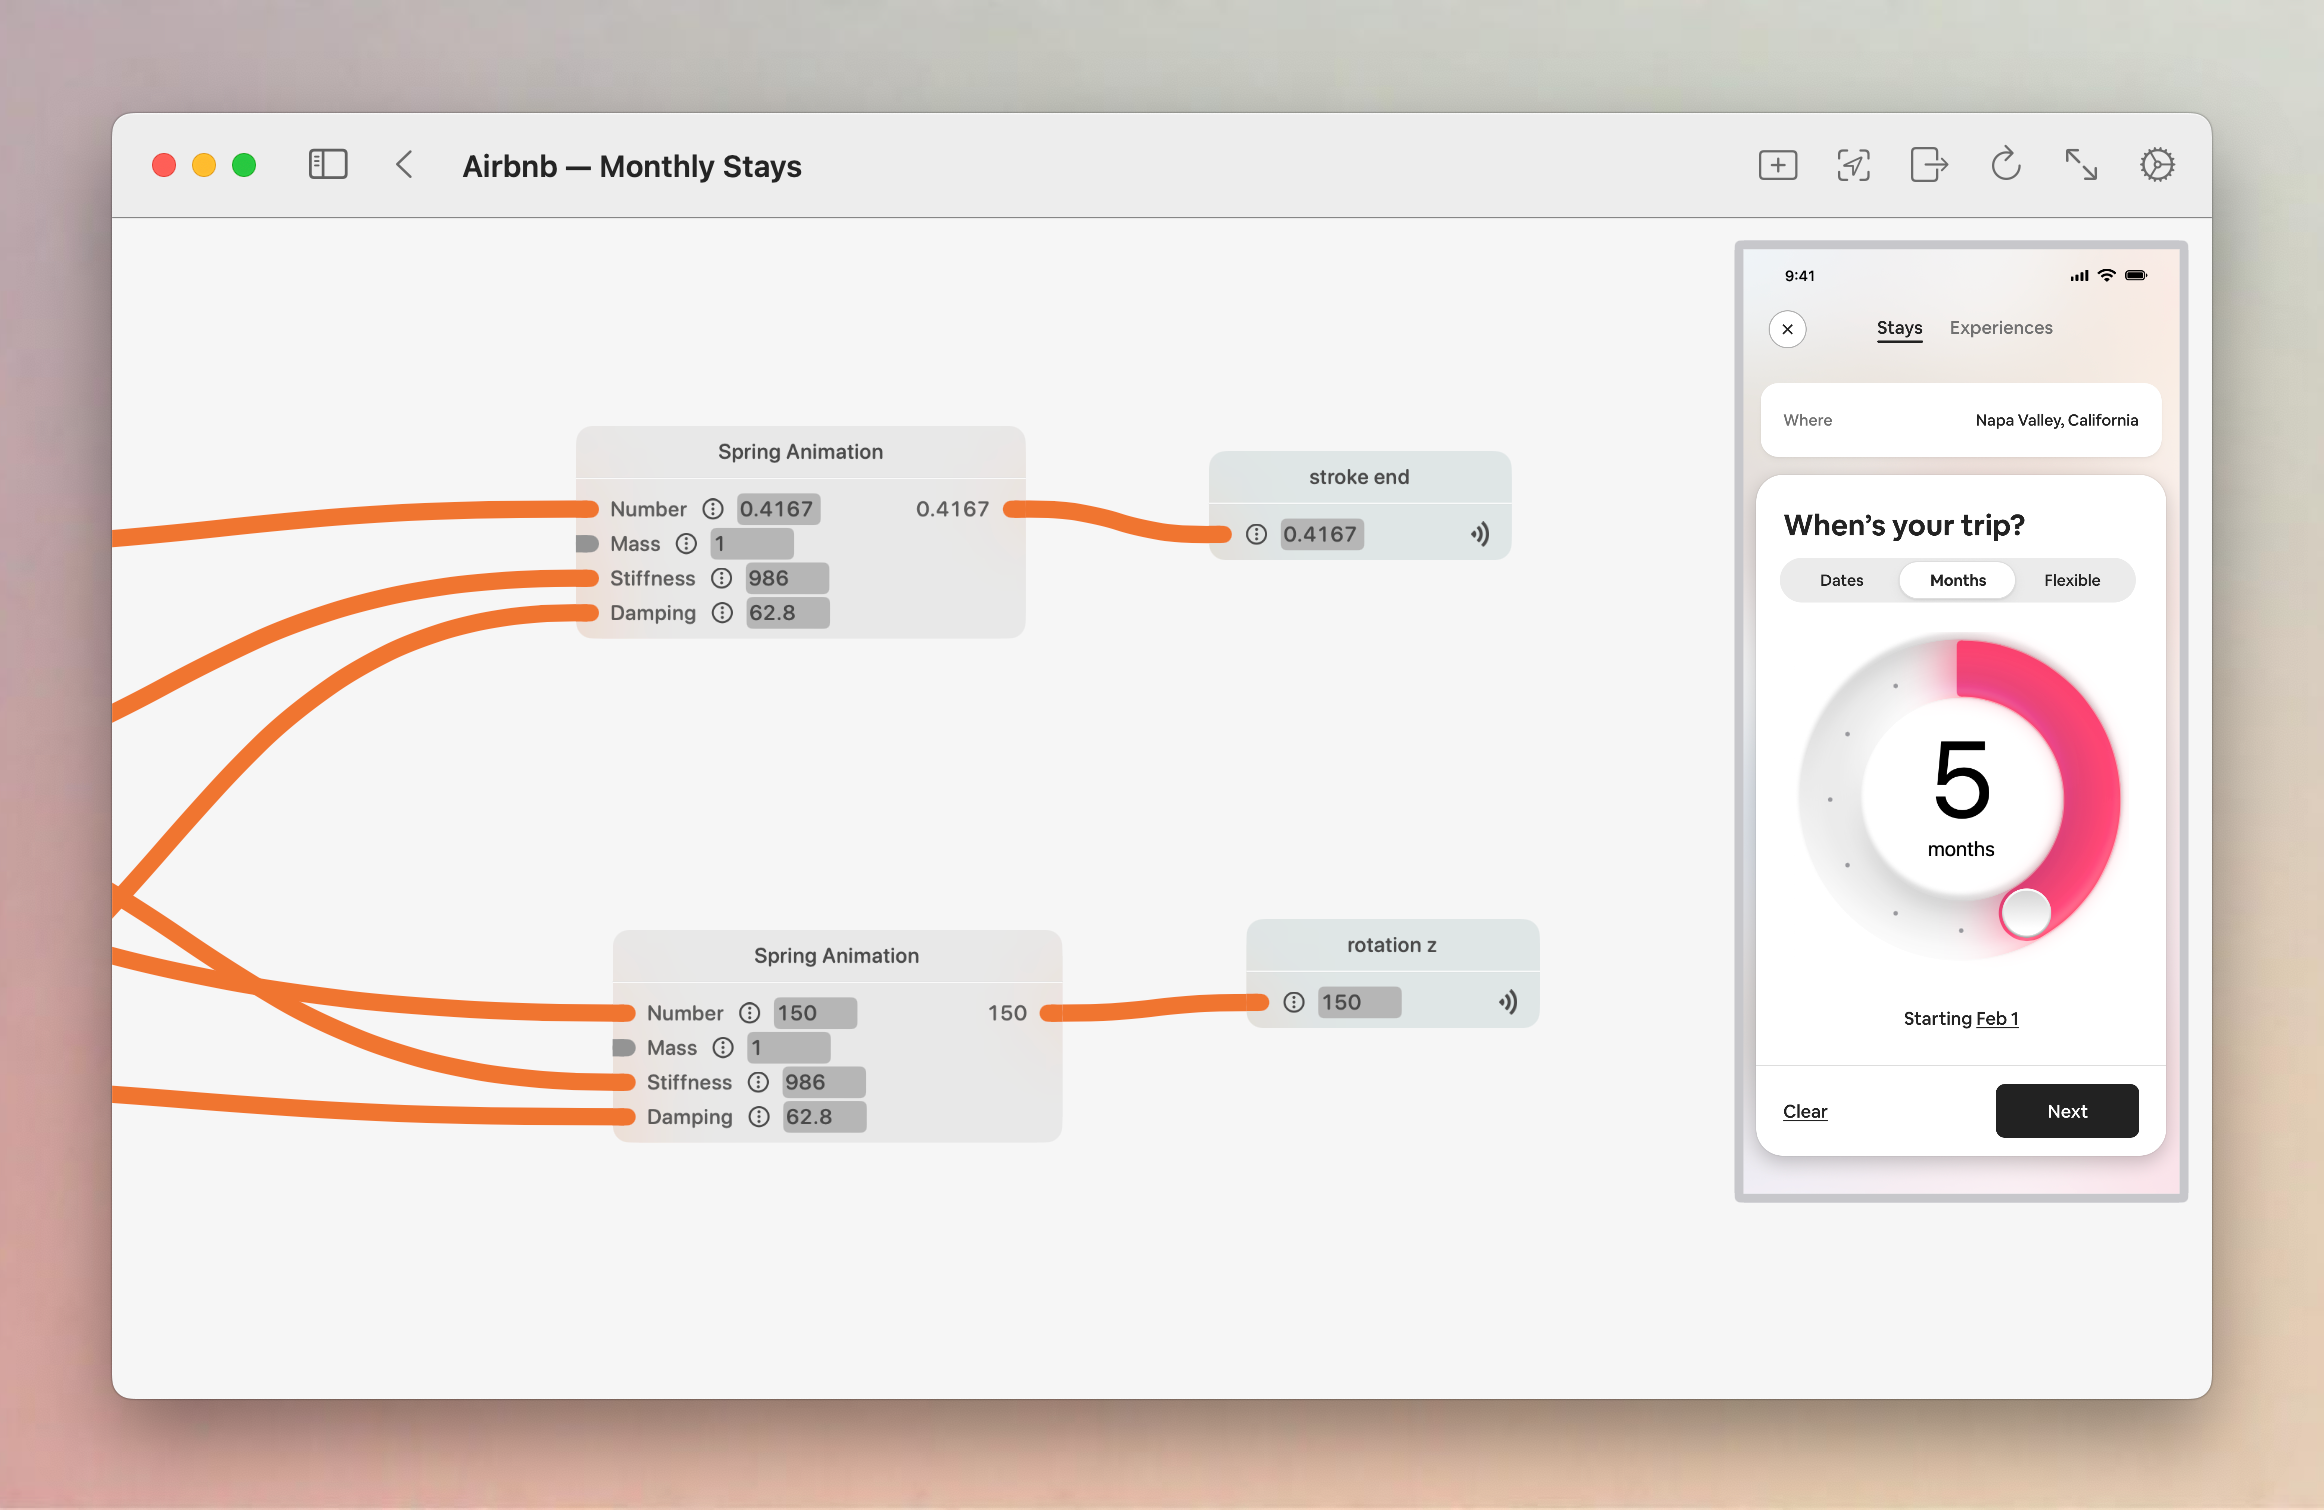 Airbnb — Monthly Stays
Spring Animation
Number 0.4167 0.4167
Mass 1
Stiffness 986
Damping 62.8
stroke end
0.4167
Spring Animation
Number 150 150
Mass 1
Stiffness 986
Damping 62.8
rotation z
150
9:41
Stays Experiences
Where Napa Valley, California
When’s your trip?
Dates Months Flexible
5
months
Starting Feb 1
Clear Next